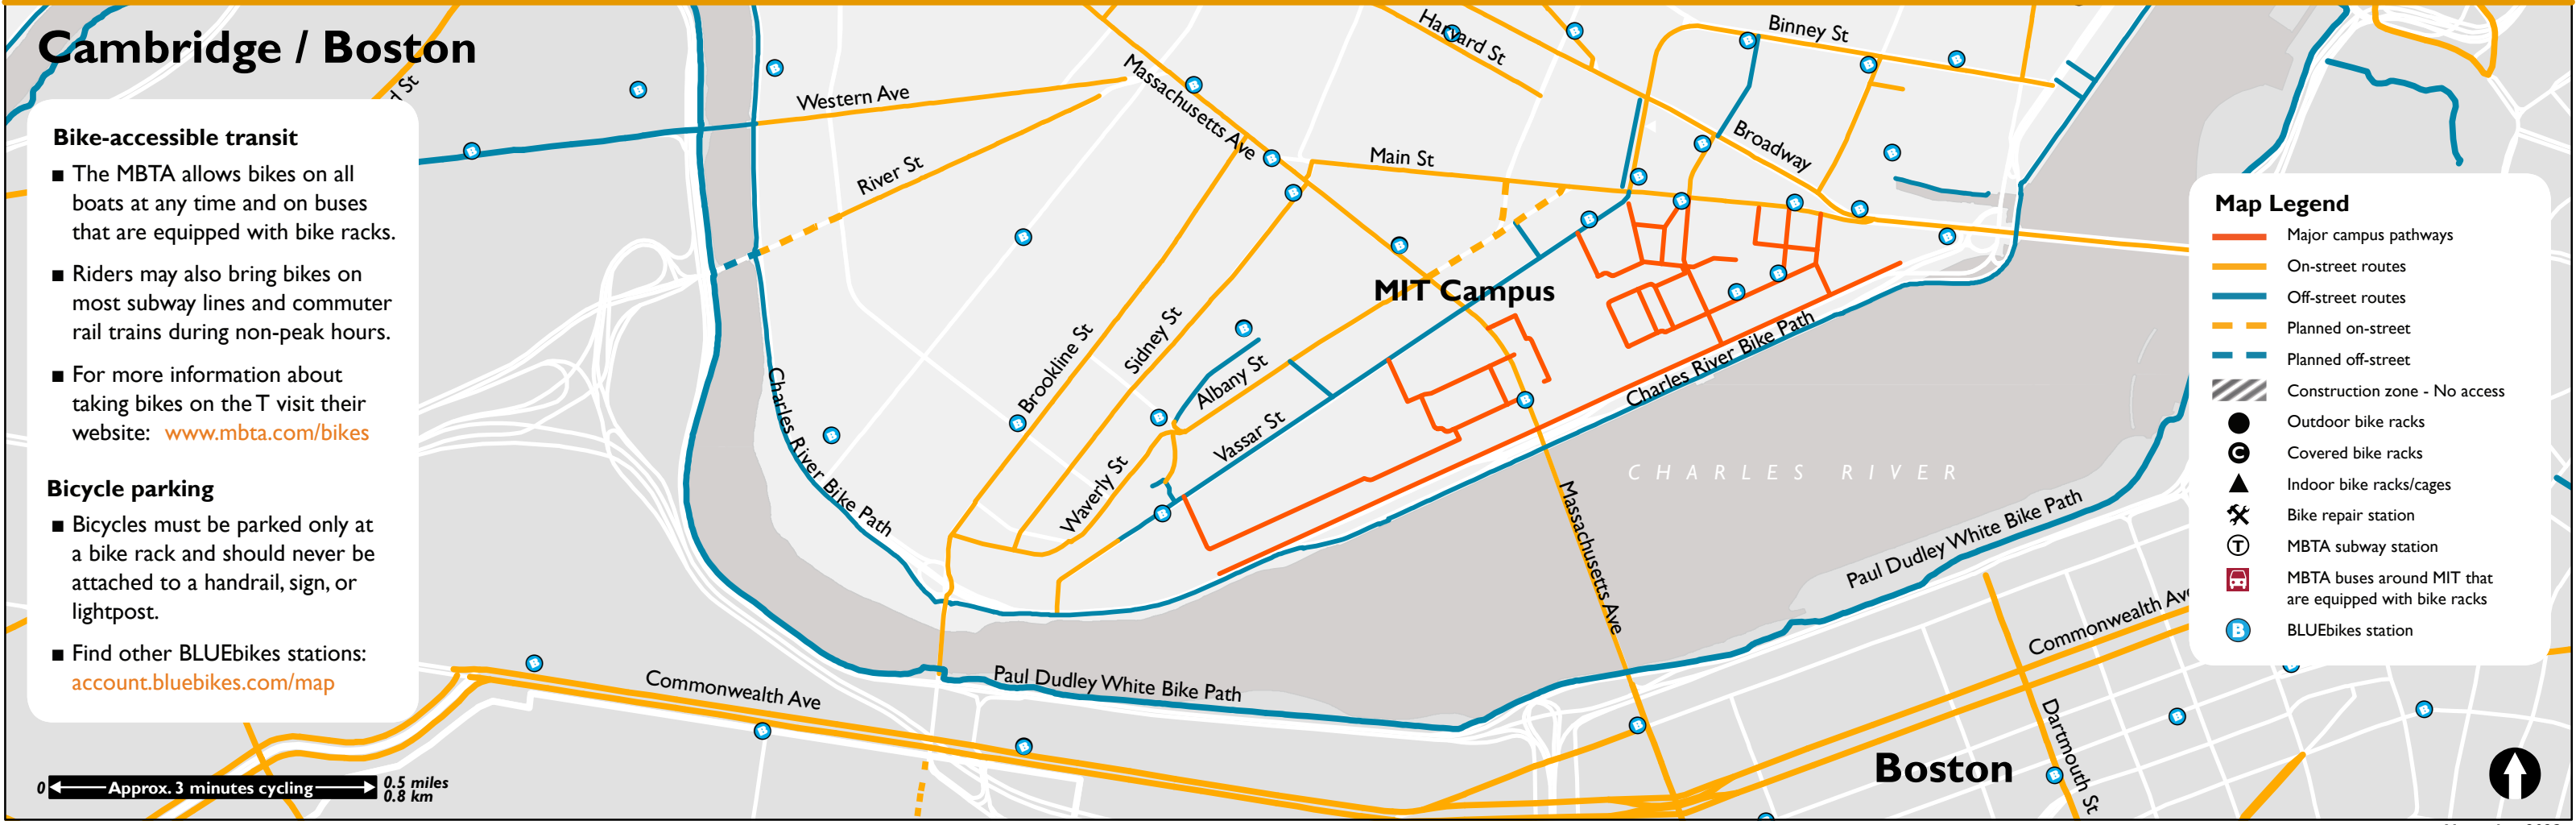 Cambridge / Boston
Bike-accessible transit
■ The MBTA allows bikes on all
boats at any time and on buses
that are equipped with bike racks.
■ Riders may also bring bikes on
most subway lines and commuter
rail trains during non-peak hours.
■ For more information about
taking bikes on the T visit their
website: www.mbta.com/bikes
Bicycle parking
■ Bicycles must be parked only at
a bike rack and should never be
attached to a handrail, sign, or
lightpost.
■ Find other BLUEbikes stations:
account.bluebikes.com/map
0
Approx. 3 minutes cycling
0.5 miles
0.8 km
d St
Western Ave
River St
Massachusetts Ave
Harvard St
Binney St
Broadway
Main St
MIT Campus
Brookline St
Sidney St
Albany St
Vassar St
Waverly St
Charles River Bike Path
Charles River Bike Path
CHARLES RIVER
Massachusetts Ave
Paul Dudley White Bike Path
Paul Dudley White Bike Path
Commonwealth Ave
Commonwealth Av
Dartmouth St
Boston
Map Legend
Major campus pathways
On-street routes
Off-street routes
Planned on-street
Planned off-street
Construction zone - No access
Outdoor bike racks
C Covered bike racks
Indoor bike racks/cages
Bike repair station
T MBTA subway station
MBTA buses around MIT that
are equipped with bike racks
B BLUEbikes station